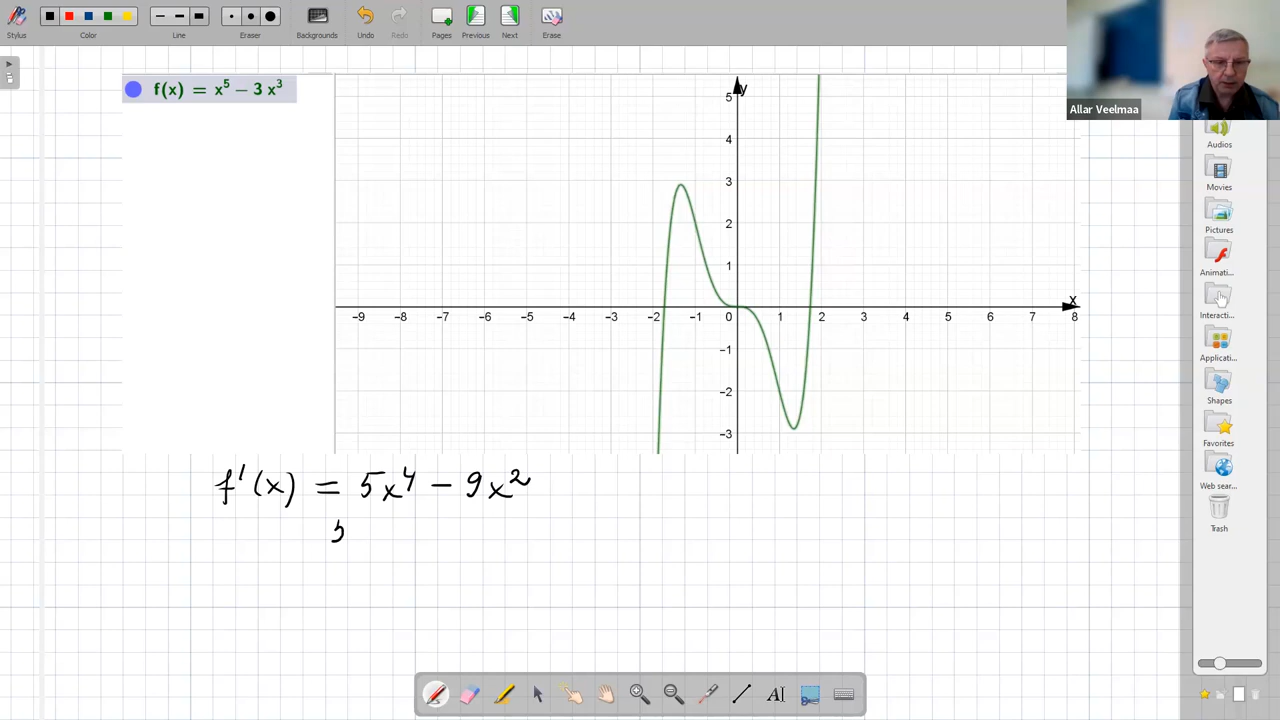 Stylus
Color
Line
Eraser
Backgrounds
Undo
Redo
Pages
Previous
Next
Erase
f(x) = x⁵ − 3 x³
y
5
4
3
2
1
0
−1
−2
−3
−9 −8 −7 −6 −5 −4 −3 −2 −1 1 2 3 4 5 6 7 8
x
f'(x) = 5x⁴ − 9x²
5
Allar Veelmaa
Audios
Movies
Pictures
Animati...
Interacti...
Applicati...
Shapes
Favorites
Web sear...
Trash